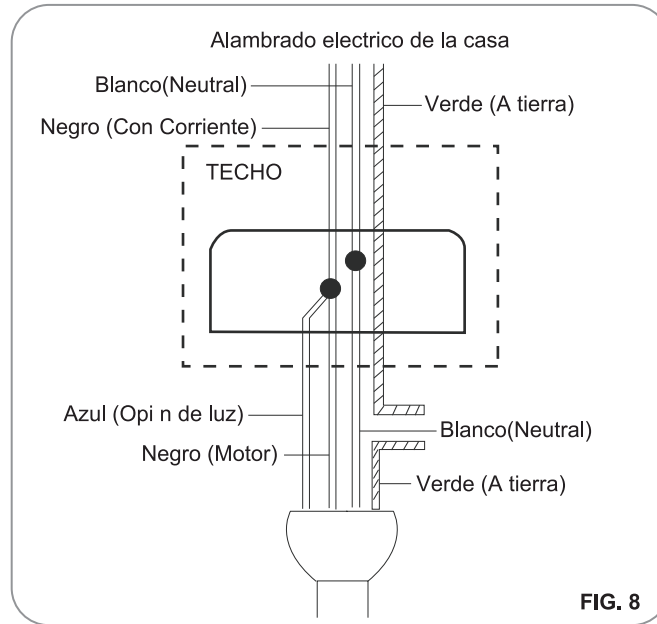 Alambrado electrico de la casa
Blanco(Neutral)
Verde (A tierra)
Negro (Con Corriente)
TECHO
Azul (Opi n de luz)
Blanco(Neutral)
Negro (Motor)
Verde (A tierra)
FIG. 8